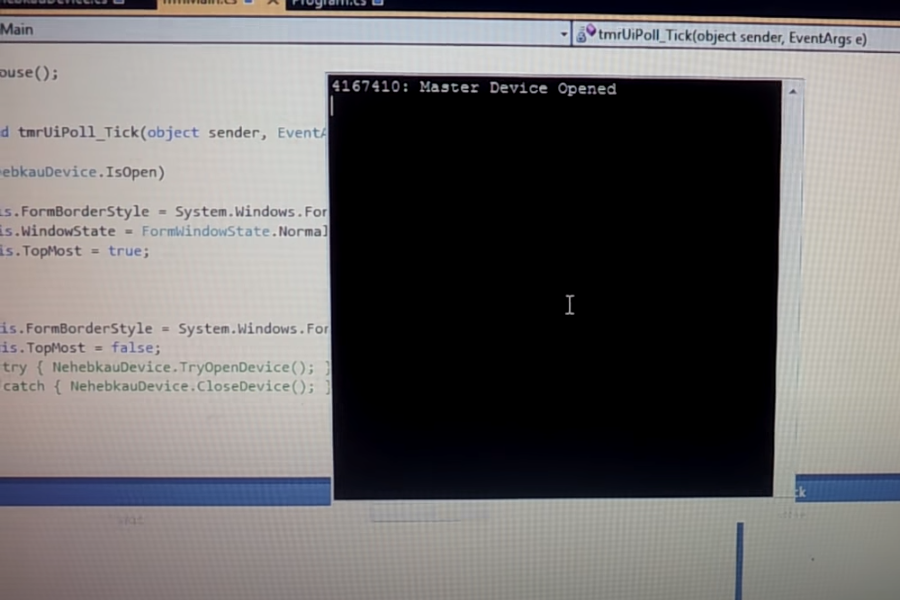 Main
tmrUiPoll_Tick(object sender, EventArgs e)
ouse();
4167410: Master Device Opened
d tmrUiPoll_Tick(object sender, Event
ebkauDevice.IsOpen)
is.FormBorderStyle = System.Windows.For
is.WindowState = FormWindowState.Normal
is.TopMost = true;
is.FormBorderStyle = System.Windows.For
is.TopMost = false;
try { NehebkauDevice.TryOpenDevice(); }
catch { NehebkauDevice.CloseDevice(); }
ck